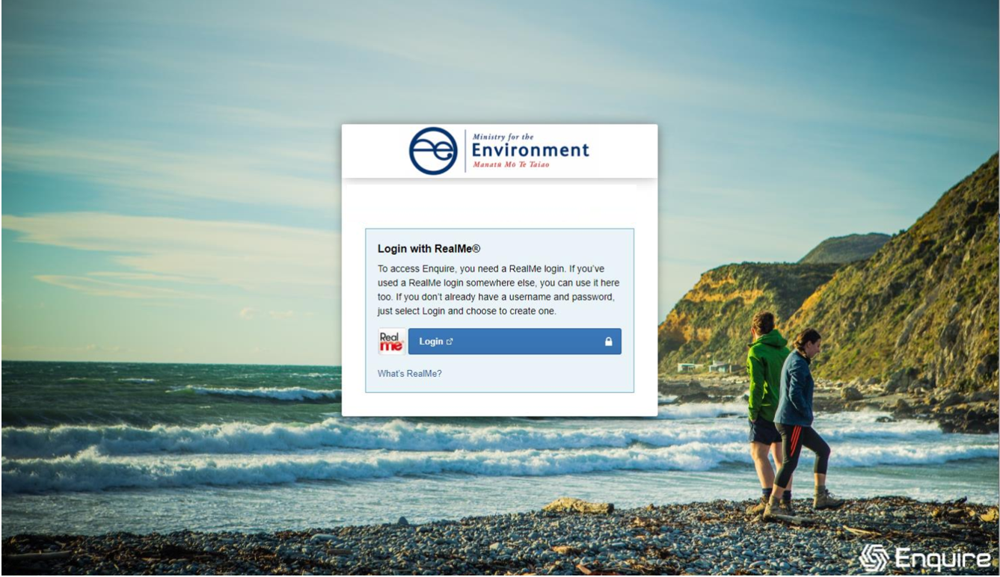 Ministry for the
Environment
Manatū Mō Te Taiao
Login with RealMe®
To access Enquire, you need a RealMe login. If you've
used a RealMe login somewhere else, you can use it here
too. If you don't already have a username and password,
just select Login and choose to create one.
Real
me
Login
What's RealMe?
Enquire